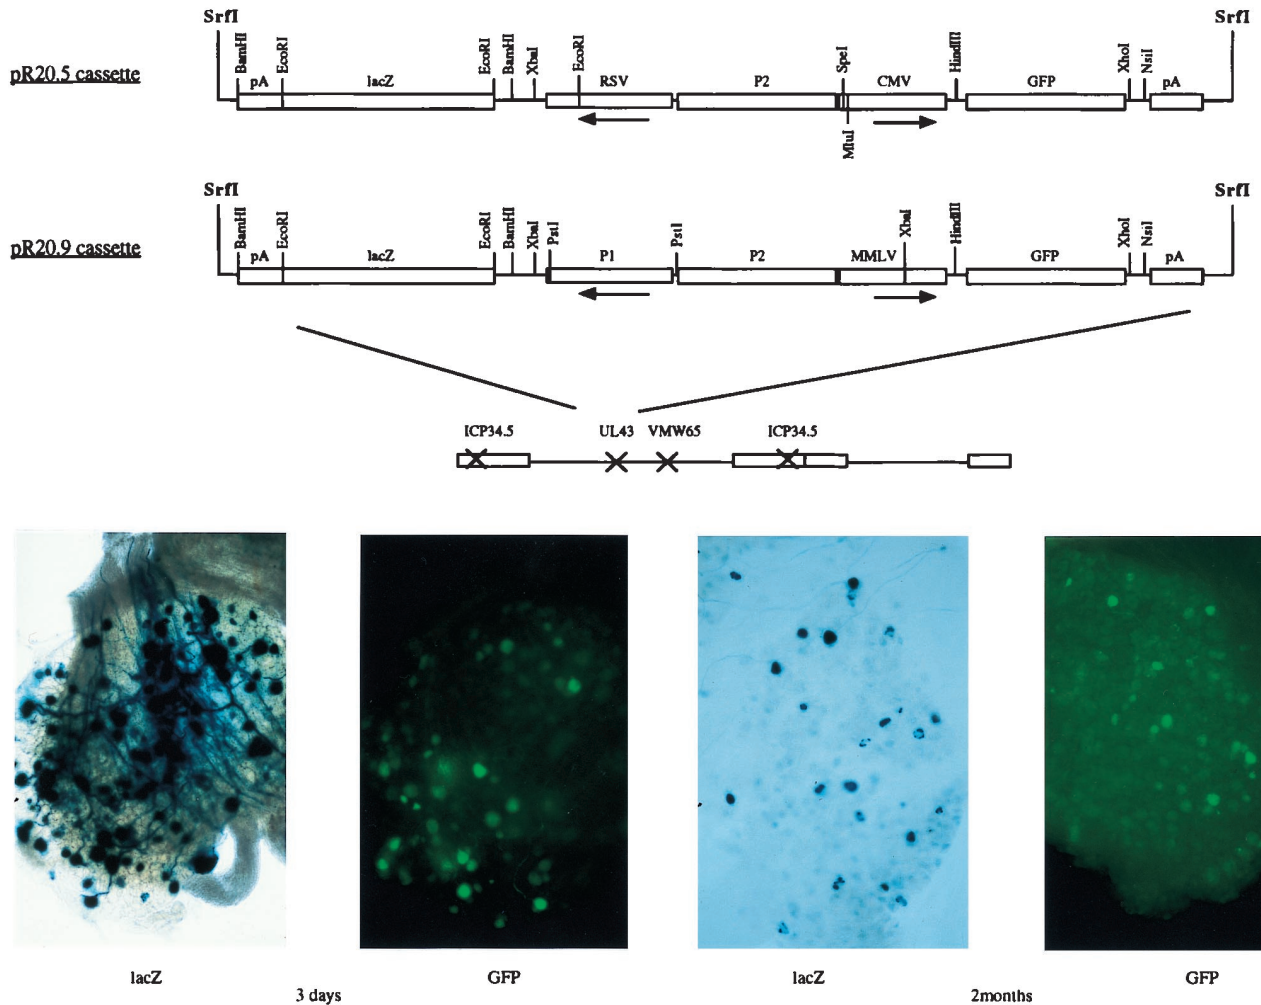 SrfI
SrfI
BamHI
EcoRI
EcoRI
BamHI
XbaI
EcoRI
SpeI
HindIII
XhoI
NsiI
pR20.5 cassette
pA
lacZ
RSV
P2
CMV
GFP
pA
MluI
SrfI
SrfI
BamHI
EcoRI
EcoRI
BamHI
XbaI
PstI
PstI
XbaI
HindIII
XhoI
NsiI
pR20.9 cassette
pA
lacZ
P1
P2
MMLV
GFP
pA
ICP34.5
UL43
VMW65
ICP34.5
lacZ
GFP
lacZ
GFP
3 days
2months